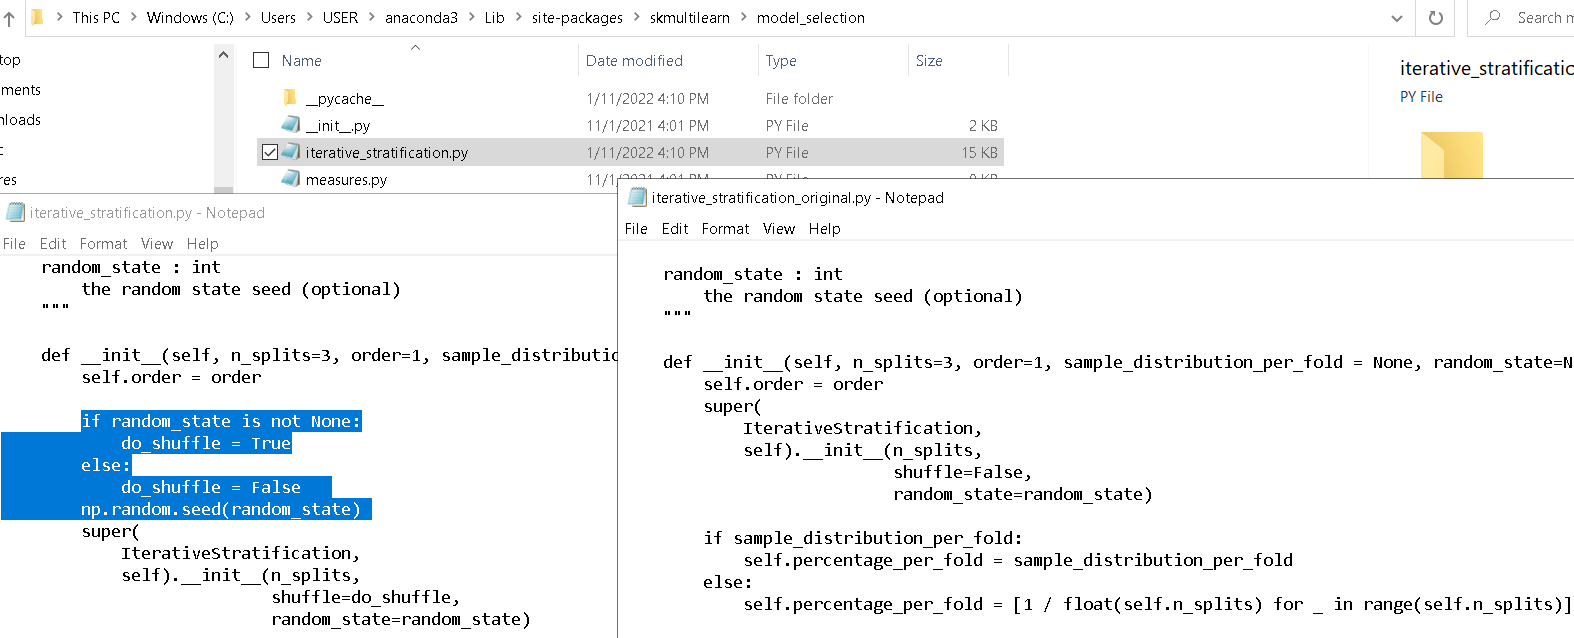 This PC > Windows (C:) > Users > USER > anaconda3 > Lib > site-packages > skmultilearn > model_selection
Search
top
ments
nloads
res
Name Date modified Type Size
__pycache__ 1/11/2022 4:10 PM File folder
__init__.py 11/1/2021 4:01 PM PY File 2 KB
iterative_stratification.py 1/11/2022 4:10 PM PY File 15 KB
measures.py
iterative_stratificatio
PY File
iterative_stratification.py - Notepad
File Edit Format View Help
random_state : int
the random state seed (optional)
"""
def __init__(self, n_splits=3, order=1, sample_distributio
self.order = order
if random_state is not None:
do_shuffle = True
else:
do_shuffle = False
np.random.seed(random_state)
super(
IterativeStratification,
self).__init__(n_splits,
shuffle=do_shuffle,
random_state=random_state)
iterative_stratification_original.py - Notepad
File Edit Format View Help
random_state : int
the random state seed (optional)
"""
def __init__(self, n_splits=3, order=1, sample_distribution_per_fold = None, random_state=N
self.order = order
super(
IterativeStratification,
self).__init__(n_splits,
shuffle=False,
random_state=random_state)
if sample_distribution_per_fold:
self.percentage_per_fold = sample_distribution_per_fold
else:
self.percentage_per_fold = [1 / float(self.n_splits) for _ in range(self.n_splits)]